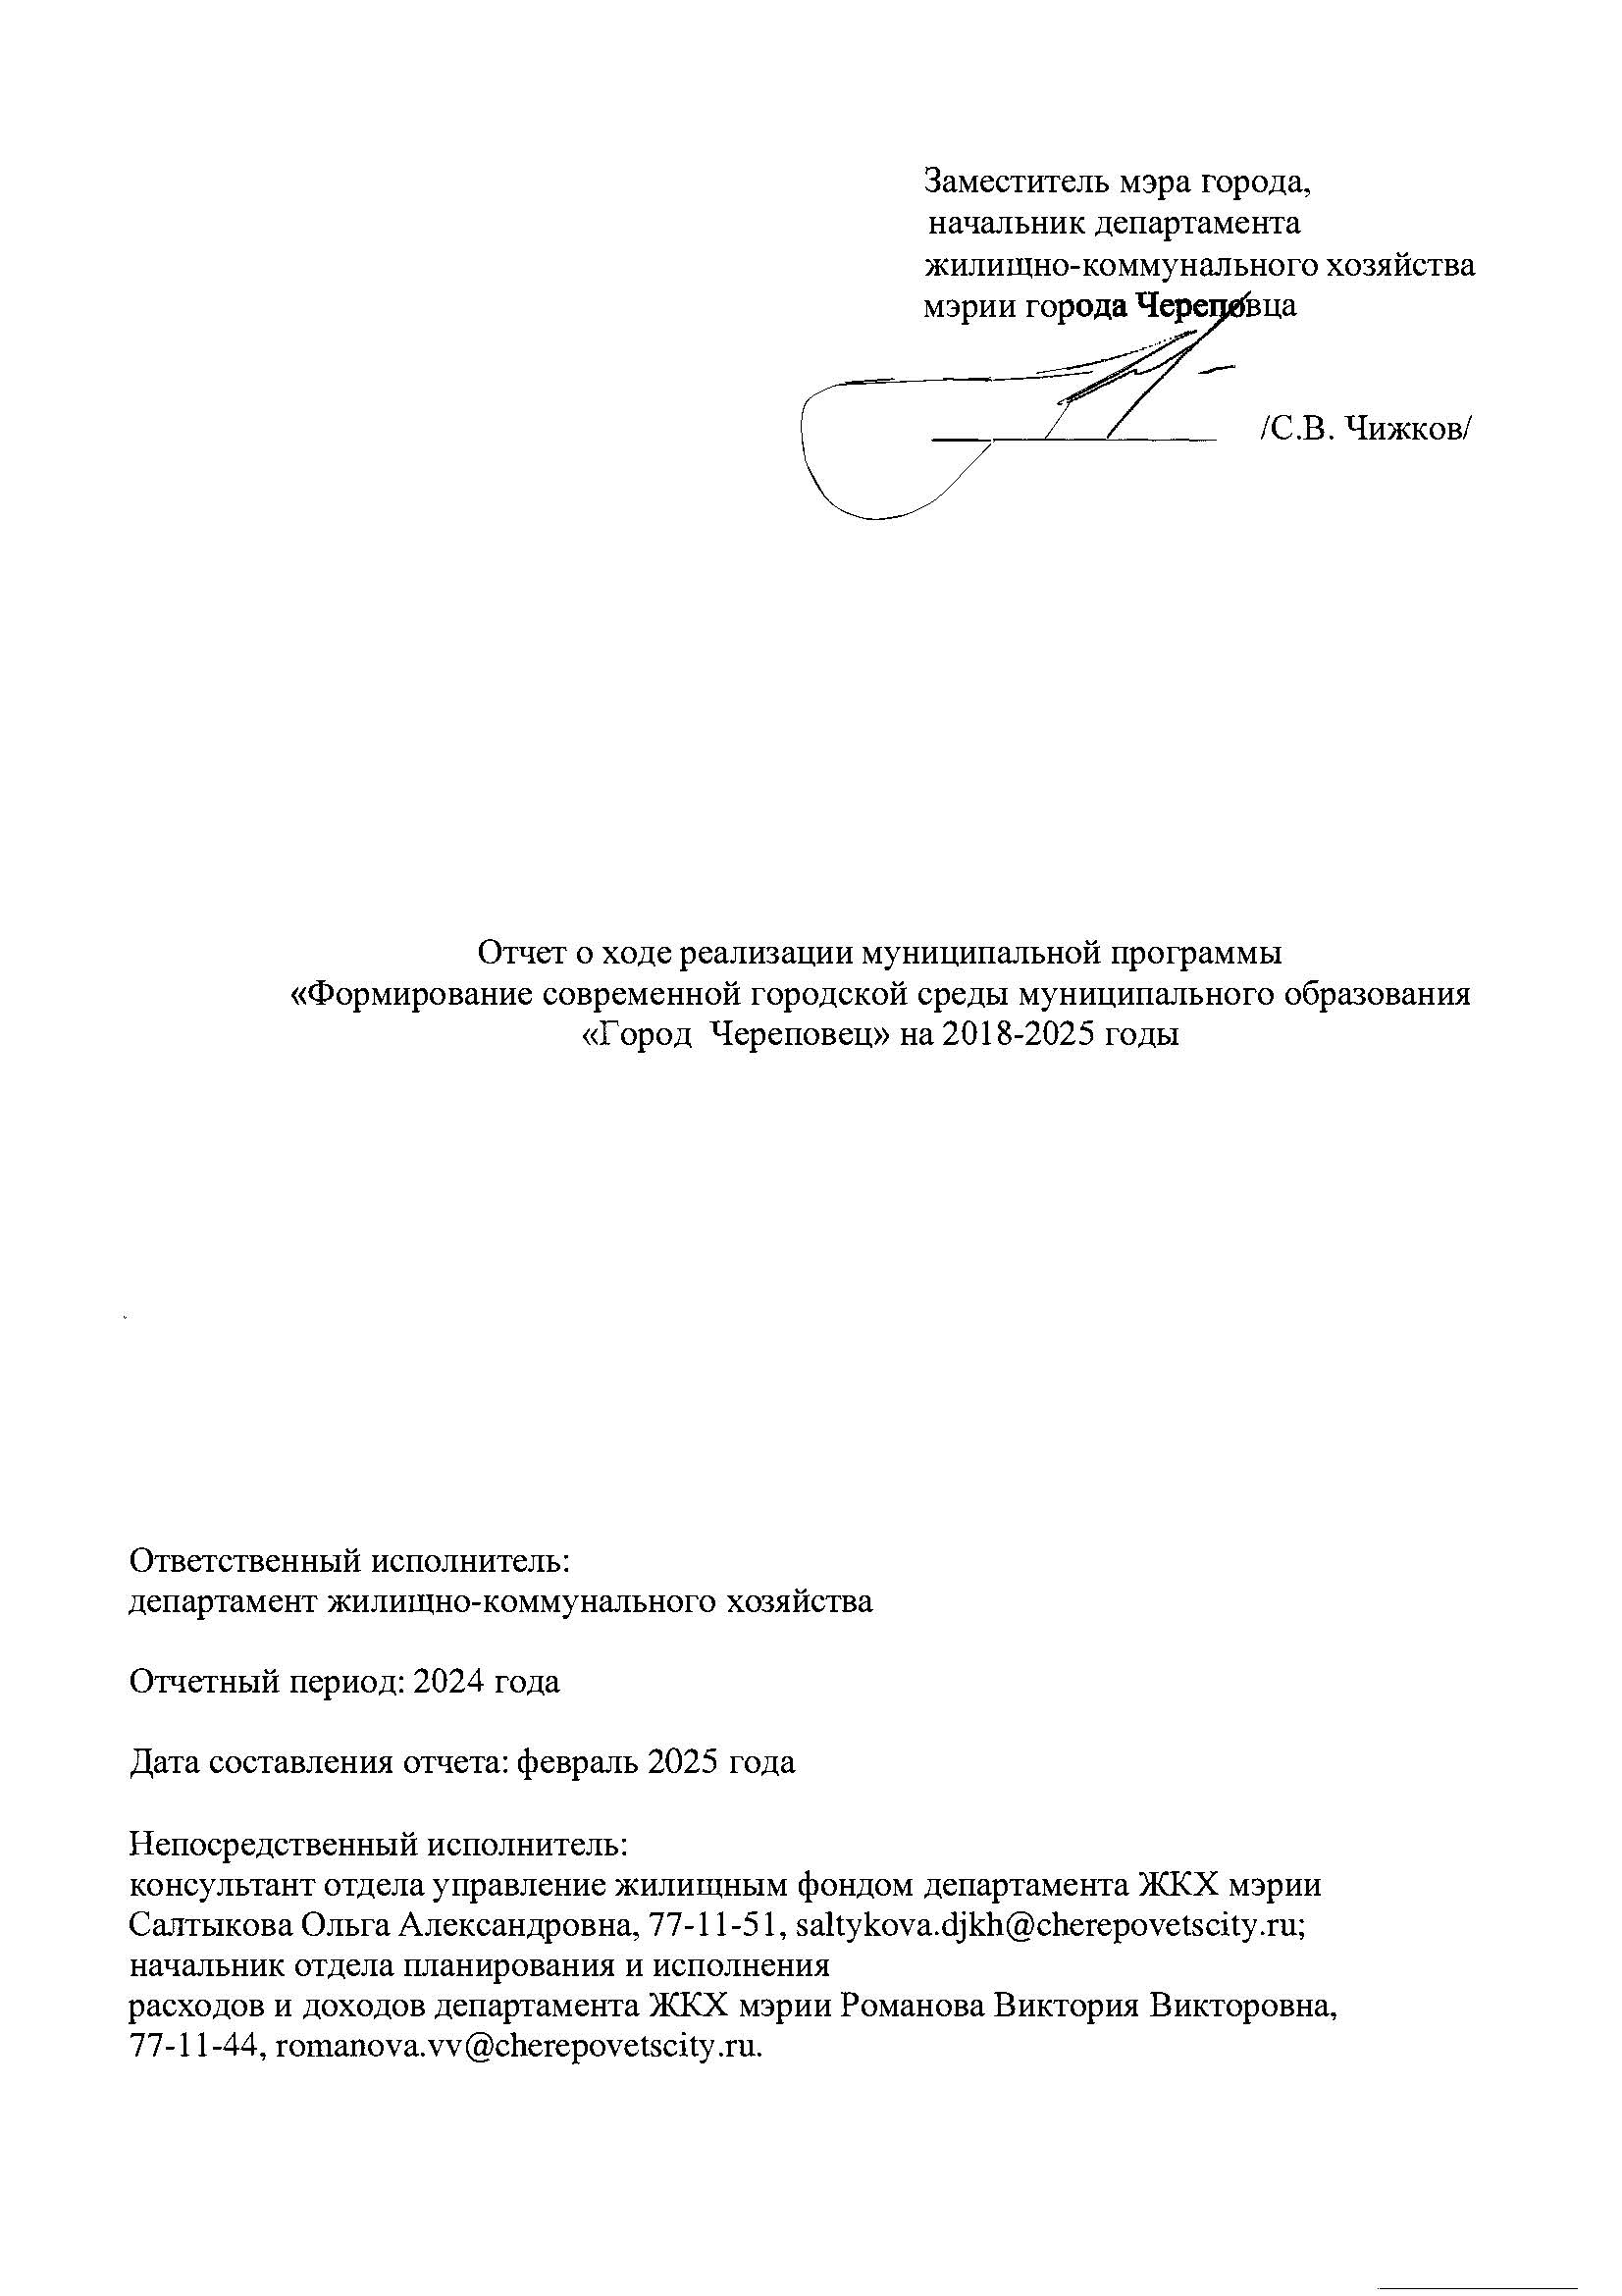 Заместитель мэра города,
начальник департамента
жилищно-коммунального хозяйства
мэрии города Череповца
/С.В. Чижков/
Отчет о ходе реализации муниципальной программы
«Формирование современной городской среды муниципального образования
«Город Череповец» на 2018-2025 годы
Ответственный исполнитель:
департамент жилищно-коммунального хозяйства
Отчетный период: 2024 года
Дата составления отчета: февраль 2025 года
Непосредственный исполнитель:
консультант отдела управление жилищным фондом департамента ЖКХ мэрии
Салтыкова Ольга Александровна, 77-11-51, saltykova.djkh@cherepovetscity.ru;
начальник отдела планирования и исполнения
расходов и доходов департамента ЖКХ мэрии Романова Виктория Викторовна,
77-11-44, romanova.vv@cherepovetscity.ru.